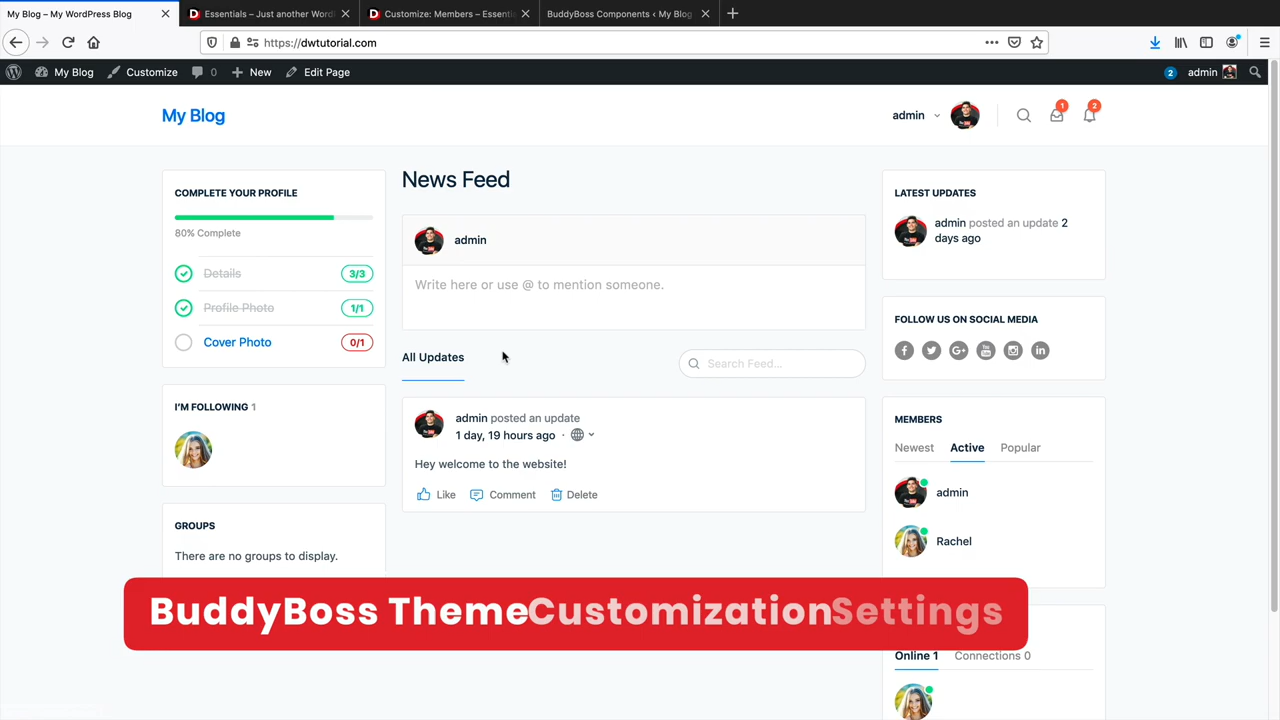 My Blog – My WordPress Blog
Essentials – Just another Word
Customize: Members – Essenti
BuddyBoss Components ‹ My Blog
https://dwtutorial.com
My Blog
Customize
0
New
Edit Page
2
admin
My Blog
admin
1
2
COMPLETE YOUR PROFILE
80% Complete
Details
3/3
Profile Photo
1/1
Cover Photo
0/1
I'M FOLLOWING 1
GROUPS
There are no groups to display.
News Feed
admin
Write here or use @ to mention someone.
All Updates
Search Feed...
admin posted an update
1 day, 19 hours ago ·
Hey welcome to the website!
Like
Comment
Delete
LATEST UPDATES
admin posted an update 2
days ago
FOLLOW US ON SOCIAL MEDIA
MEMBERS
Newest
Active
Popular
admin
Rachel
Online 1
Connections 0
BuddyBoss Theme Customization Settings